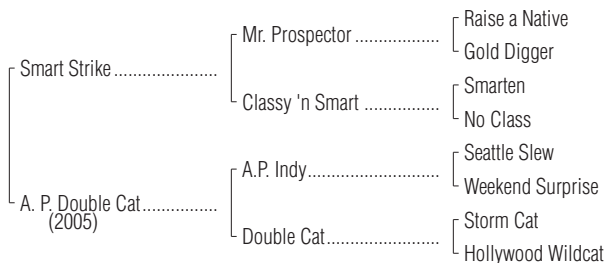 Raise a Native
Mr. Prospector ..................
Gold Digger
Smart Strike ......................
Smarten
Classy 'n Smart ................
No Class
Seattle Slew
A.P. Indy............................
Weekend Surprise
A. P. Double Cat................
(2005)
Storm Cat
Double Cat........................
Hollywood Wildcat